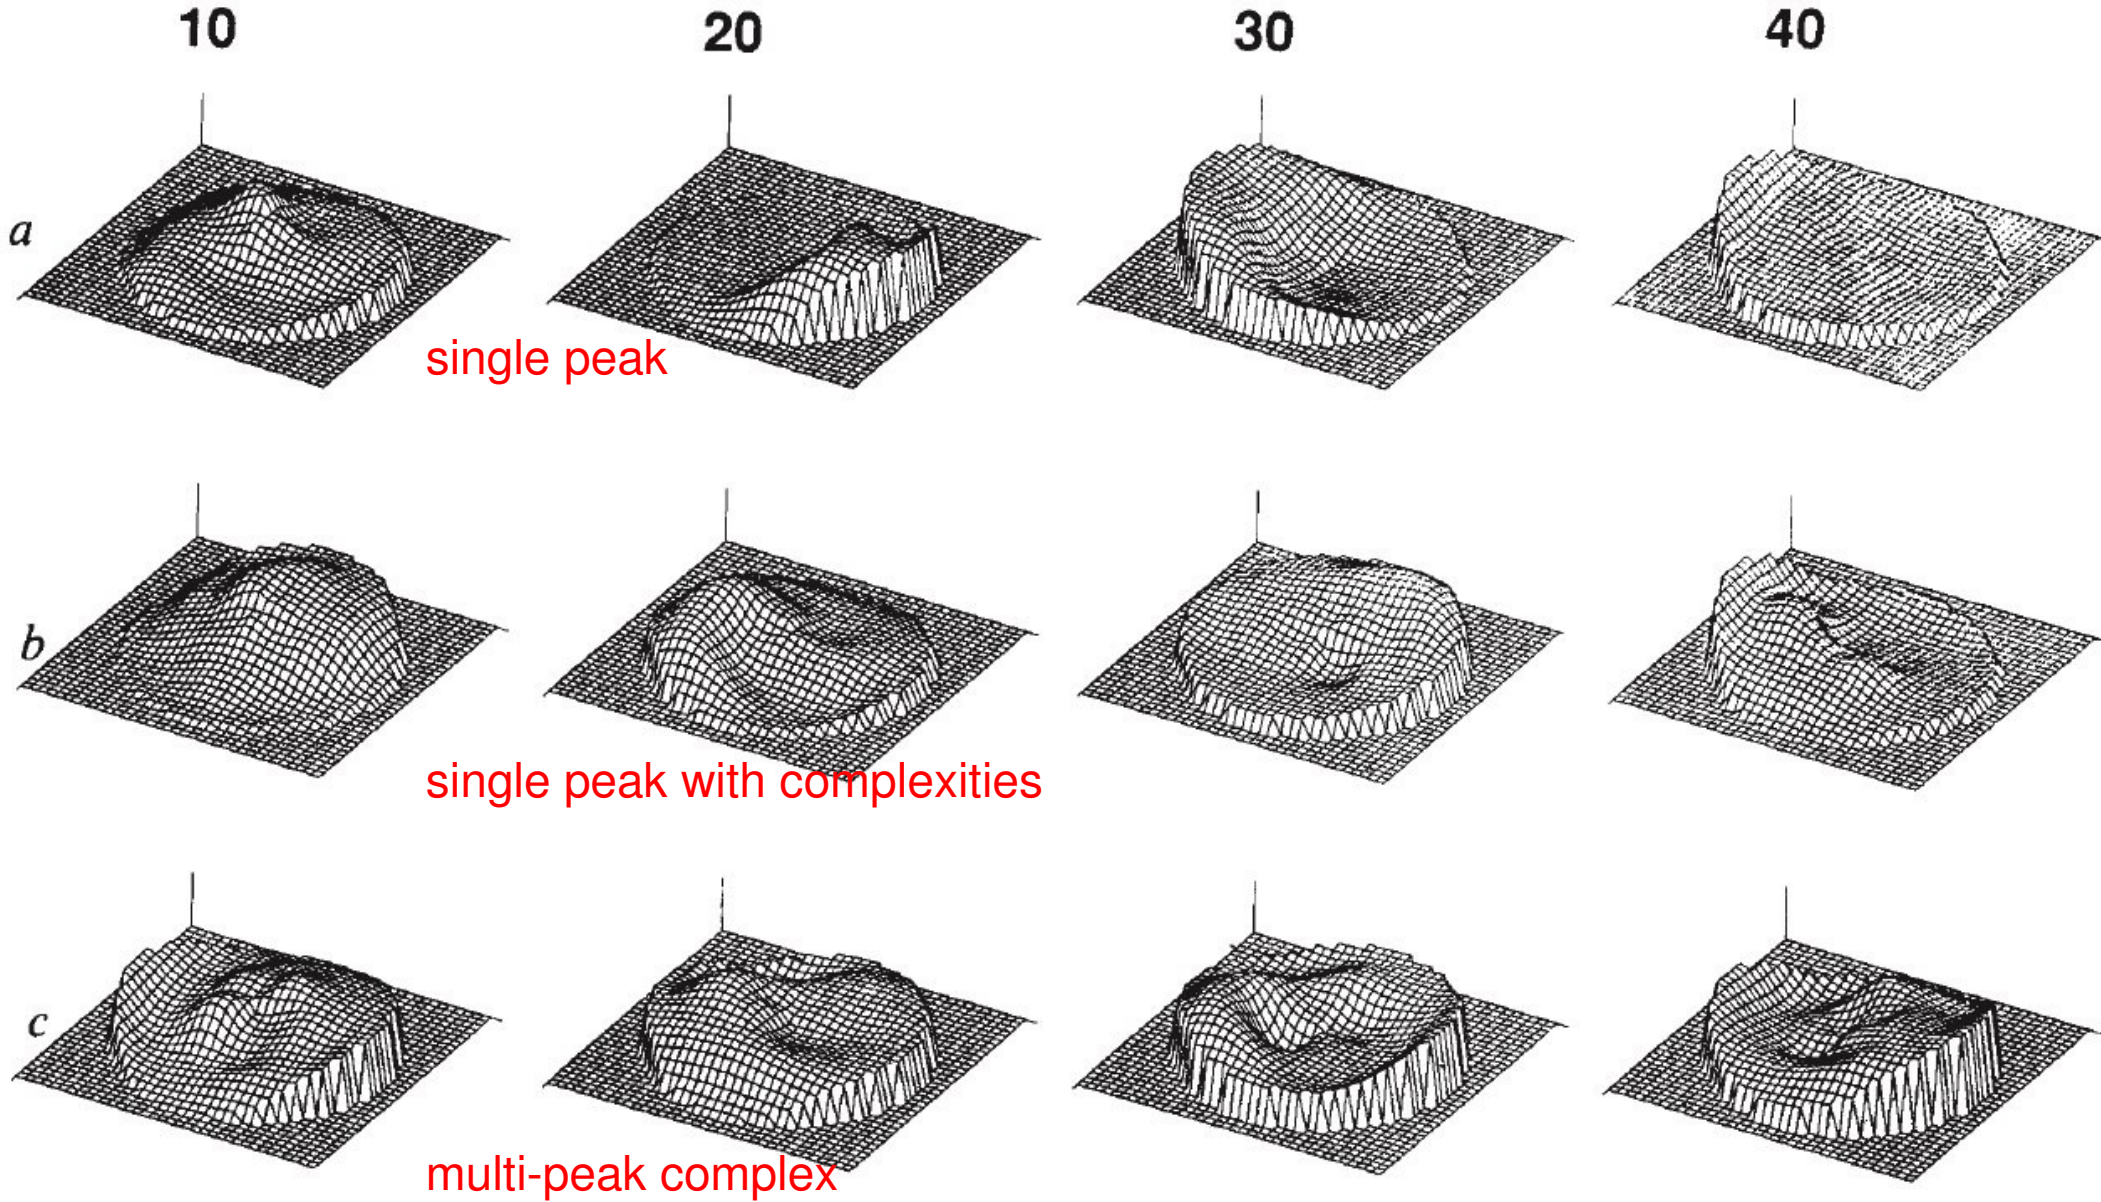 10 20 30 40
a
single peak
b
single peak with complexities
c
multi-peak complex